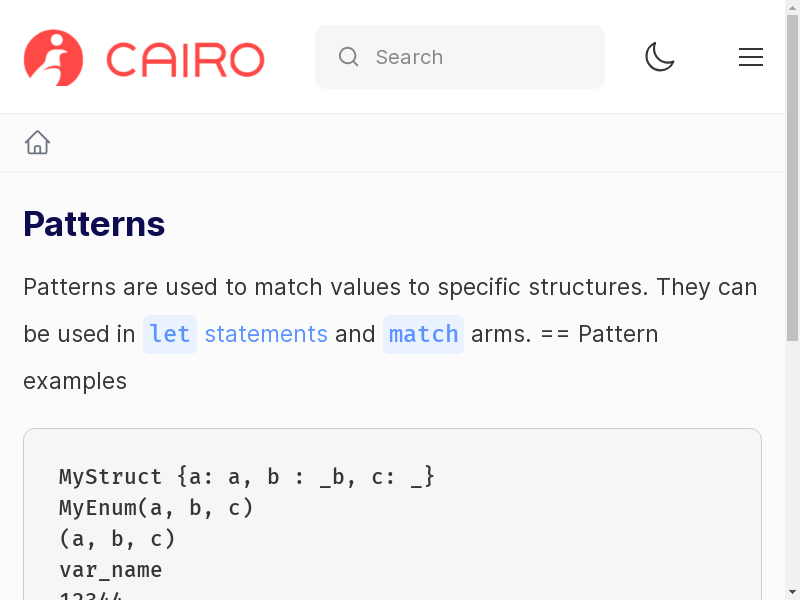 CAIRO
Search
Patterns
Patterns are used to match values to specific structures. They can
be used in let statements and match arms. == Pattern
examples
MyStruct {a: a, b : _b, c: _}
MyEnum(a, b, c)
(a, b, c)
var_name
12344